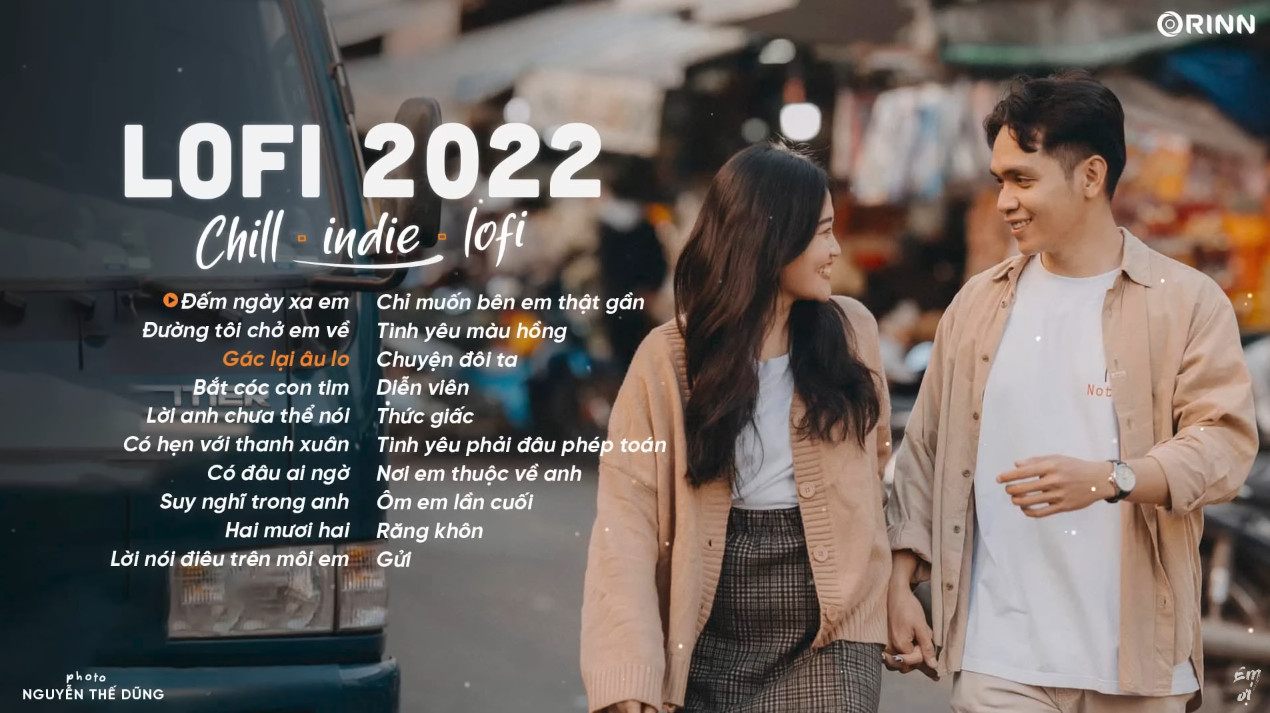 ORINN
LOFI 2022
Chill indie lofi
Đếm ngày xa em
Đường tôi chở em về
Gác lại âu lo
Bắt cóc con tim
Lời anh chưa thể nói
Có hẹn với thanh xuân
Có đâu ai ngờ
Suy nghĩ trong anh
Hai mươi hai
Lời nói điêu trên môi em
Chỉ muốn bên em thật gần
Tình yêu màu hồng
Chuyện đôi ta
Diễn viên
Thức giấc
Tình yêu phải đâu phép toán
Nơi em thuộc về anh
Ôm em lần cuối
Răng khôn
Gửi
Not
photo
NGUYỄN THẾ DŨNG
Êm
ơi